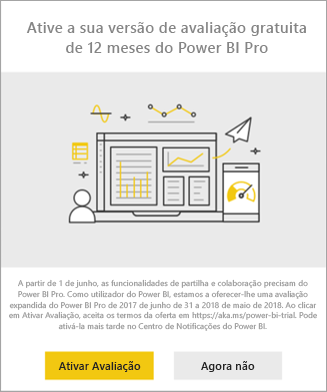 Ative a sua versão de avaliação gratuita
de 12 meses do Power BI Pro
A partir de 1 de junho, as funcionalidades de partilha e colaboração precisam do
Power BI Pro. Como utilizador do Power BI, estamos a oferecer-lhe uma avaliação
expandida do Power BI Pro de 2017 de junho de 31 a 2018 de maio de 2018. Ao clicar
em Ativar Avaliação, aceita os termos da oferta em https://aka.ms/power-bi-trial. Pode
ativá-la mais tarde no Centro de Notificações do Power BI.
Ativar Avaliação
Agora não